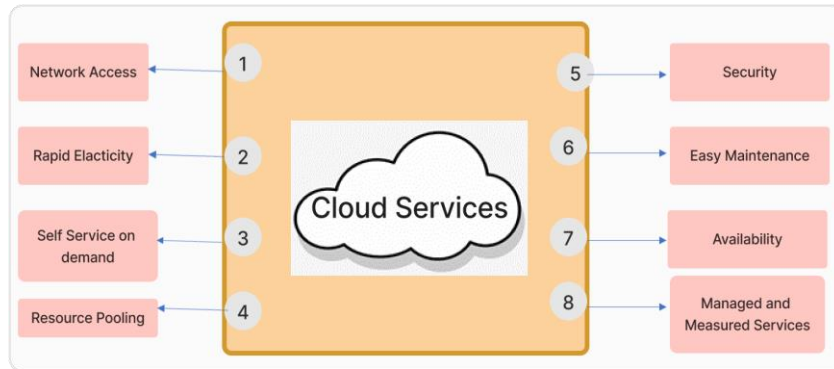 1
Network Access
2
Rapid Elacticity
3
Self Service on
demand
4
Resource Pooling
Cloud Services
5
Security
6
Easy Maintenance
7
Availability
8
Managed and
Measured Services